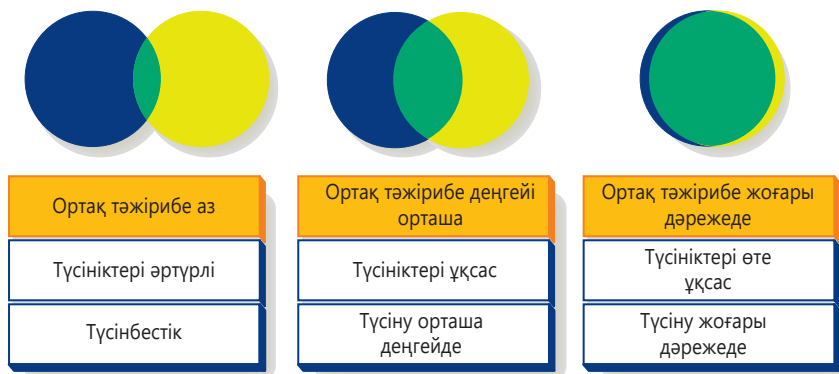 Ортақ тәжірибе аз
Түсініктері әртүрлі
Түсінбестік
Ортақ тәжірибе деңгейі
орташа
Түсініктері ұқсас
Түсіну орташа
деңгейде
Ортақ тәжірибе жоғары
дәрежеде
Түсініктері өте
ұқсас
Түсіну жоғары
дәрежеде